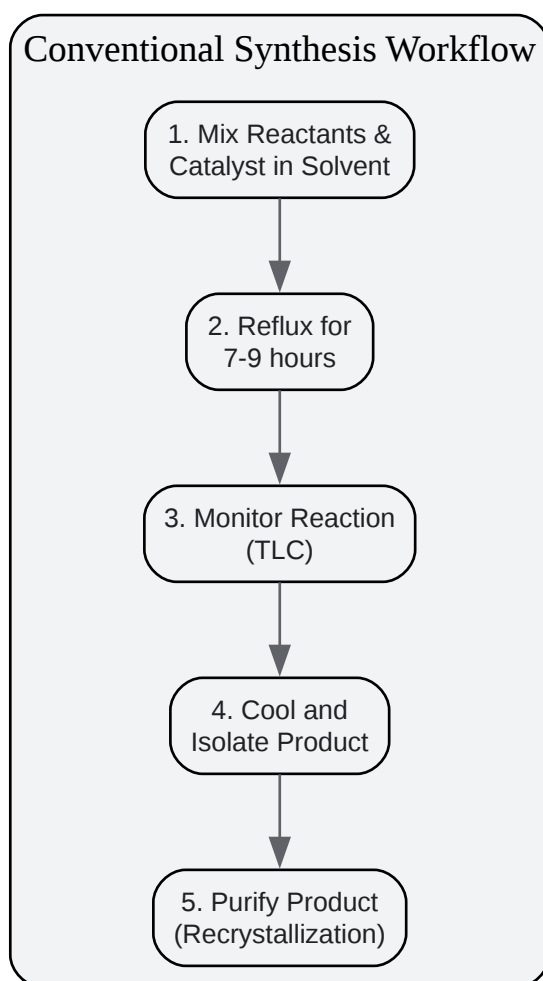 Conventional Synthesis Workflow
1. Mix Reactants &
Catalyst in Solvent
2. Reflux for
7-9 hours
3. Monitor Reaction
(TLC)
4. Cool and
Isolate Product
5. Purify Product
(Recrystallization)